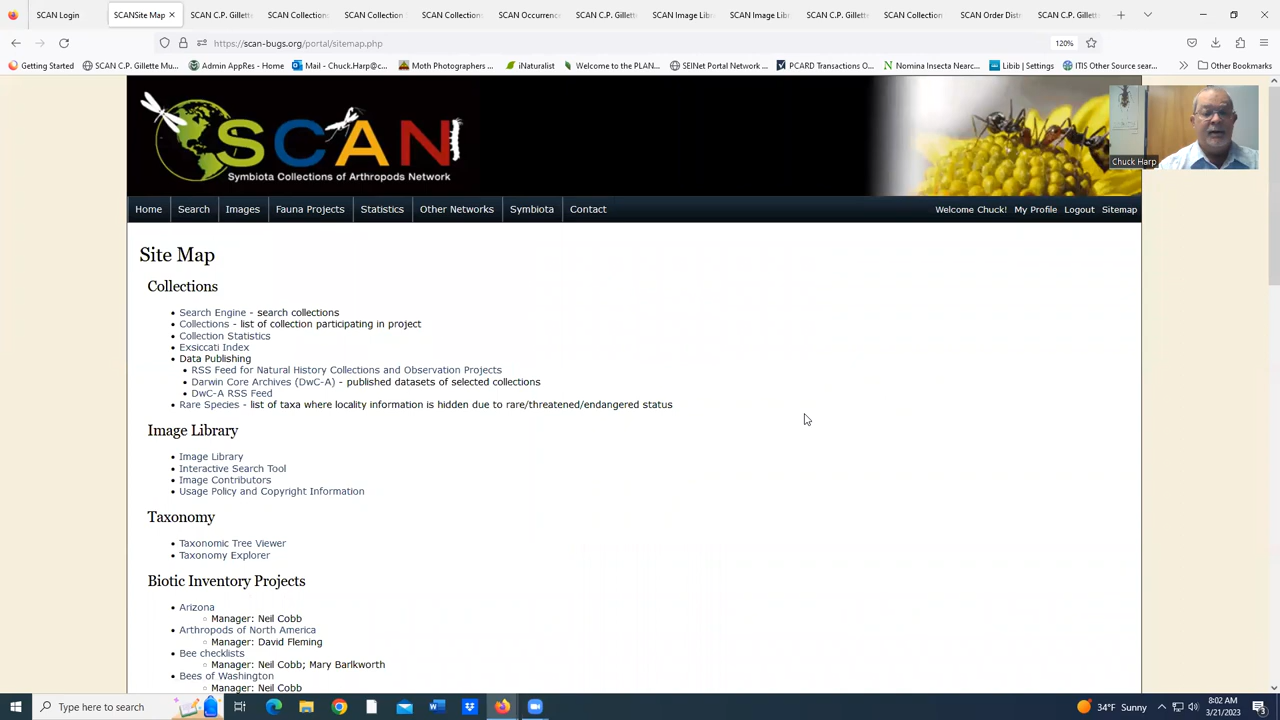 SCAN Login
SCANSite Map
SCAN C.P. Gillett
SCAN Collections
SCAN Collection
SCAN Collections
SCAN Occurrenc
SCAN C.P. Gillett
SCAN Image Libr
SCAN Image Libr
SCAN C.P. Gillett
SCAN Collection
SCAN Order Distr
SCAN C.P. Gillett
https://scan-bugs.org/portal/sitemap.php
120%
Getting Started
SCAN C.P. Gillette Mu...
Admin AppRes - Home
Mail - Chuck.Harp@c...
Moth Photographers ...
iNaturalist
Welcome to the PLAN...
SEINet Portal Network ...
PCARD Transactions O...
Nomina Insecta Nearc...
Libib | Settings
ITIS Other Source sear...
Other Bookmarks
SCAN
Symbiota Collections of Arthropods Network
Chuck Harp
Home Search Images Fauna Projects Statistics Other Networks Symbiota Contact
Welcome Chuck! My Profile Logout Sitemap
Site Map
Collections
Search Engine - search collections
Collections - list of collection participating in project
Collection Statistics
Exsiccati Index
Data Publishing
RSS Feed for Natural History Collections and Observation Projects
Darwin Core Archives (DwC-A) - published datasets of selected collections
DwC-A RSS Feed
Rare Species - list of taxa where locality information is hidden due to rare/threatened/endangered status
Image Library
Image Library
Interactive Search Tool
Image Contributors
Usage Policy and Copyright Information
Taxonomy
Taxonomic Tree Viewer
Taxonomy Explorer
Biotic Inventory Projects
Arizona
Manager: Neil Cobb
Arthropods of North America
Manager: David Fleming
Bee checklists
Manager: Neil Cobb; Mary Barlkworth
Bees of Washington
Manager: Neil Cobb
Type here to search
34°F Sunny
8:02 AM
3/21/2023